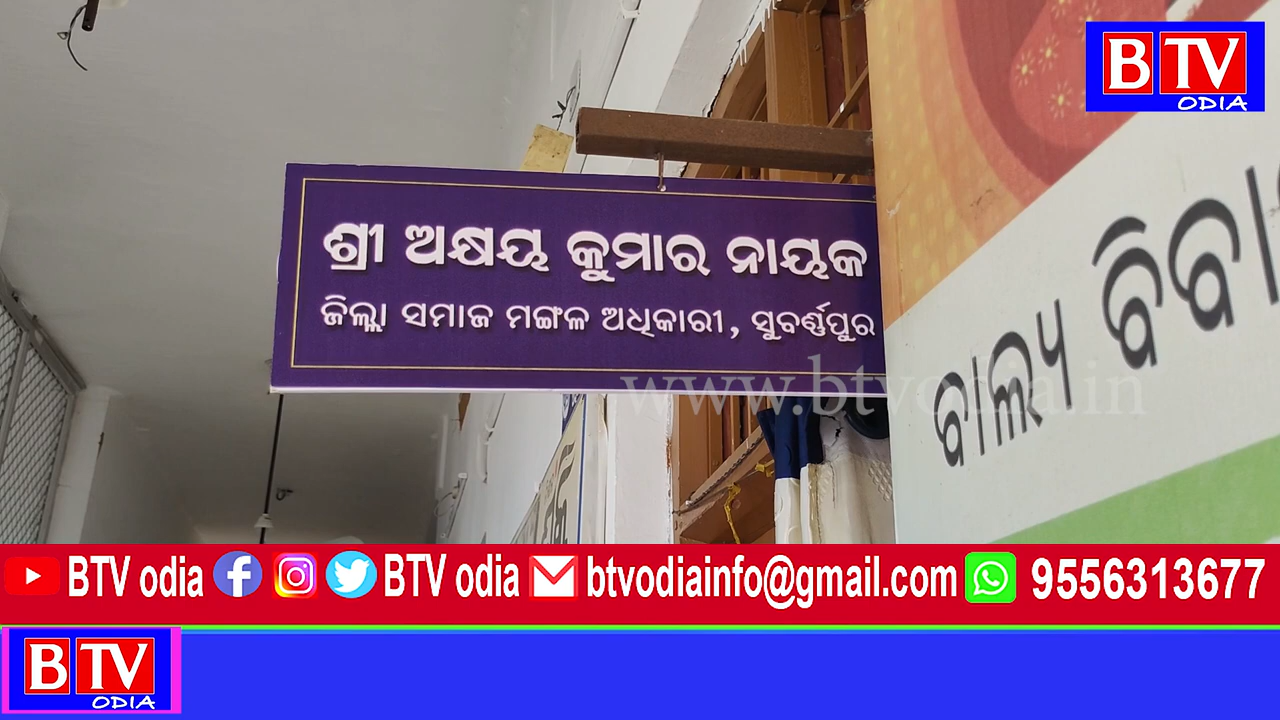 BTV
ODIA
ଶ୍ରୀ ଅକ୍ଷୟ କୁମାର ନାୟକ
ଜିଲ୍ଲା ସମାଜ ମଙ୍ଗଳ ଅଧିକାରୀ, ସୁବର୍ଣ୍ଣପୁର
ବାଲ୍ୟ
www.btvodia.in
BTV odia BTV odia btvodiainfo@gmail.com 9556313677
BTV
ODIA